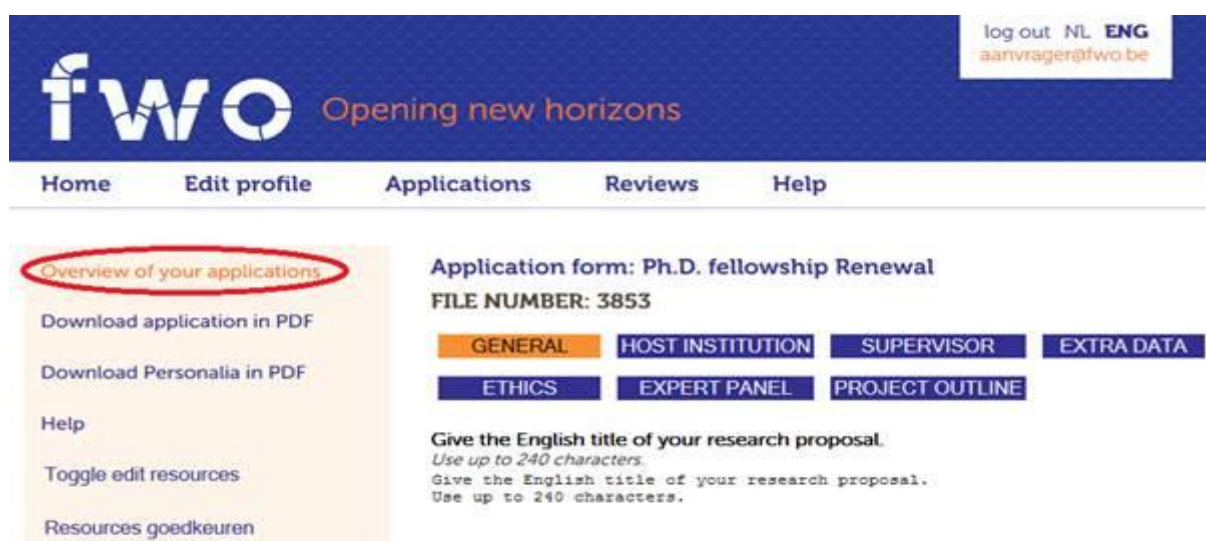 log out NL ENG
aanvrager@fwo.be
fwo Opening new horizons
Home Edit profile Applications Reviews Help
Overview of your applications
Download application in PDF
Download Personalia in PDF
Help
Toggle edit resources
Resources goedkeuren
Application form: Ph.D. fellowship Renewal
FILE NUMBER: 3853
GENERAL HOST INSTITUTION SUPERVISOR EXTRA DATA
ETHICS EXPERT PANEL PROJECT OUTLINE
Give the English title of your research proposal.
Use up to 240 characters.
Give the English title of your research proposal.
Use up to 240 characters.